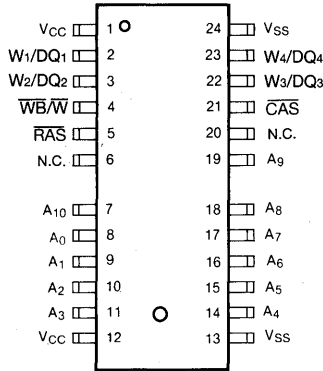 VCC 1 24 VSS
W1/DQ1 2 23 W4/DQ4
W2/DQ2 3 22 W3/DQ3
WB/W 4 21 CAS
RAS 5 20 N.C.
N.C. 6 19 A9
A10 7 18 A8
A0 8 17 A7
A1 9 16 A6
A2 10 15 A5
A3 11 14 A4
VCC 12 13 VSS